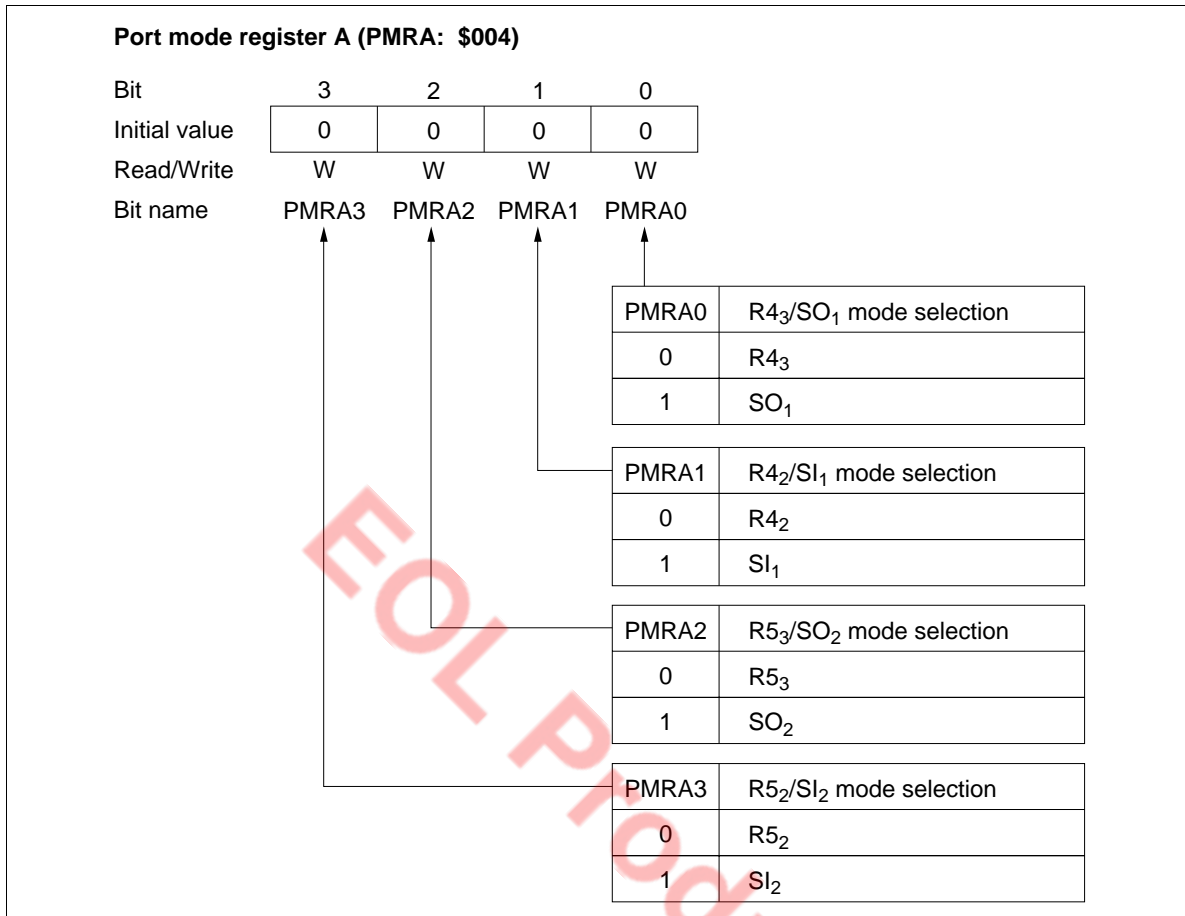 Port mode register A (PMRA: $004)
Bit 3 2 1 0
Initial value 0 0 0 0
Read/Write W W W W
Bit name PMRA3 PMRA2 PMRA1 PMRA0
PMRA0 R4₃/SO₁ mode selection
0 R4₃
1 SO₁
PMRA1 R4₂/SI₁ mode selection
0 R4₂
1 SI₁
PMRA2 R5₃/SO₂ mode selection
0 R5₃
1 SO₂
PMRA3 R5₂/SI₂ mode selection
0 R5₂
1 SI₂
EOL